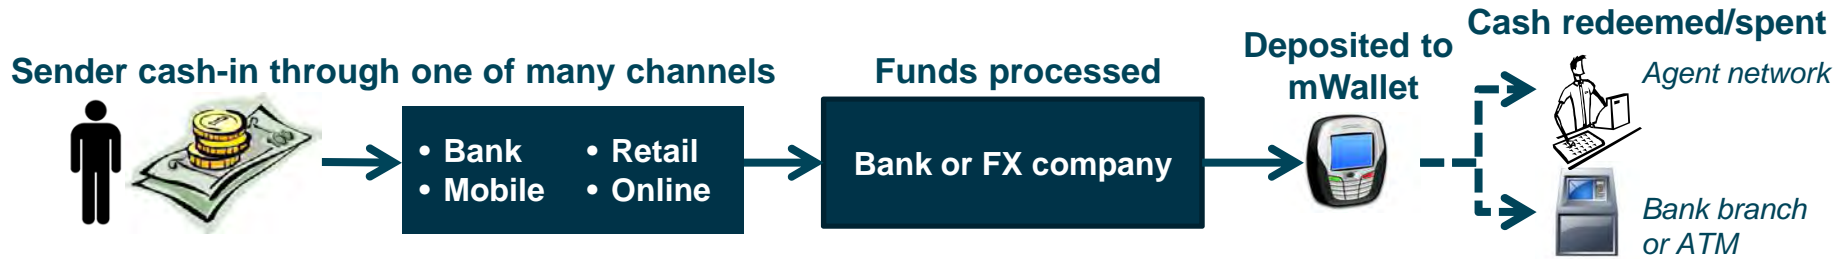 Sender cash-in through one of many channels
• Bank
• Mobile
• Retail
• Online
Funds processed
Bank or FX company
Deposited to
mWallet
Cash redeemed/spent
Agent network
Bank branch
or ATM